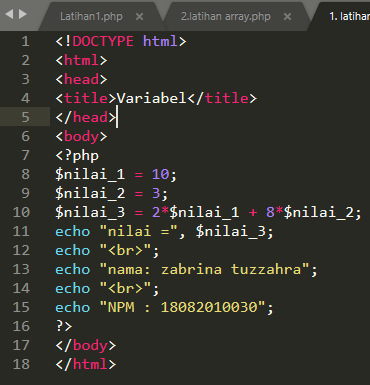 Latihan1.php × 2.latihan array.php × 1. latihan
1 <!DOCTYPE html>
2 <html>
3 <head>
4 <title>Variabel</title>
5 </head>
6 <body>
7 <?php
8 $nilai_1 = 10;
9 $nilai_2 = 3;
10 $nilai_3 = 2*$nilai_1 + 8*$nilai_2;
11 echo "nilai =", $nilai_3;
12 echo "<br>";
13 echo "nama: zabrina tuzzahra";
14 echo "<br>";
15 echo "NPM : 18082010030";
16 ?>
17 </body>
18 </html>